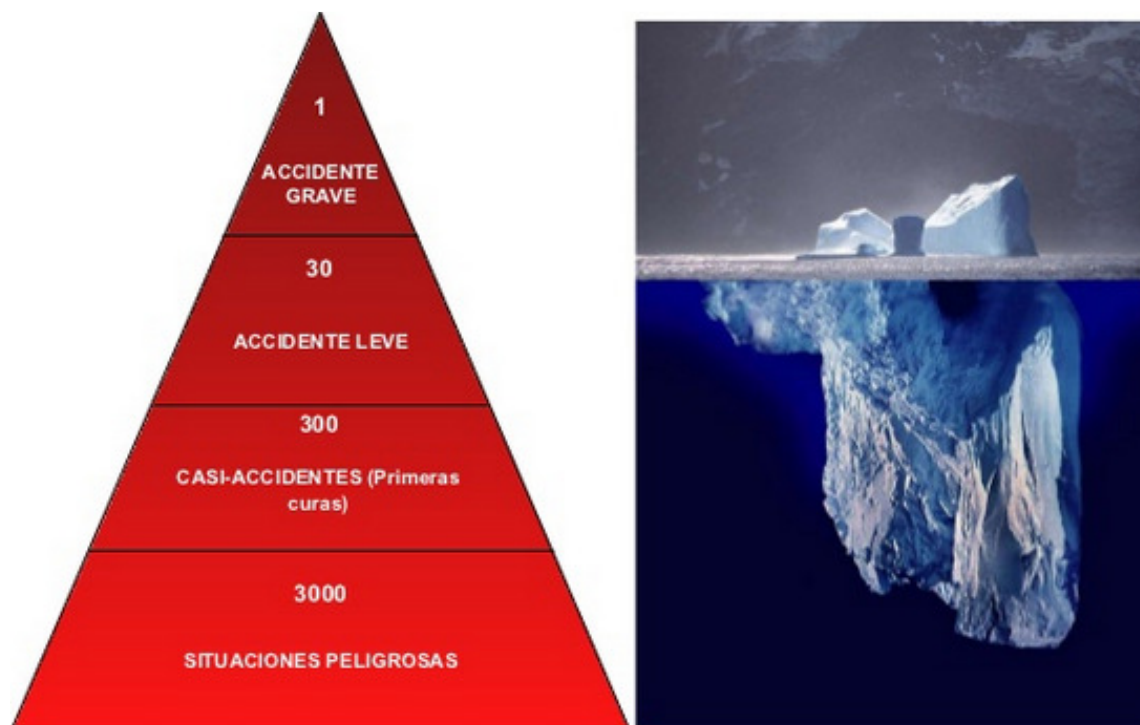 1
ACCIDENTE
GRAVE
30
ACCIDENTE LEVE
300
CASI-ACCIDENTES (Primeras
curas)
3000
SITUACIONES PELIGROSAS